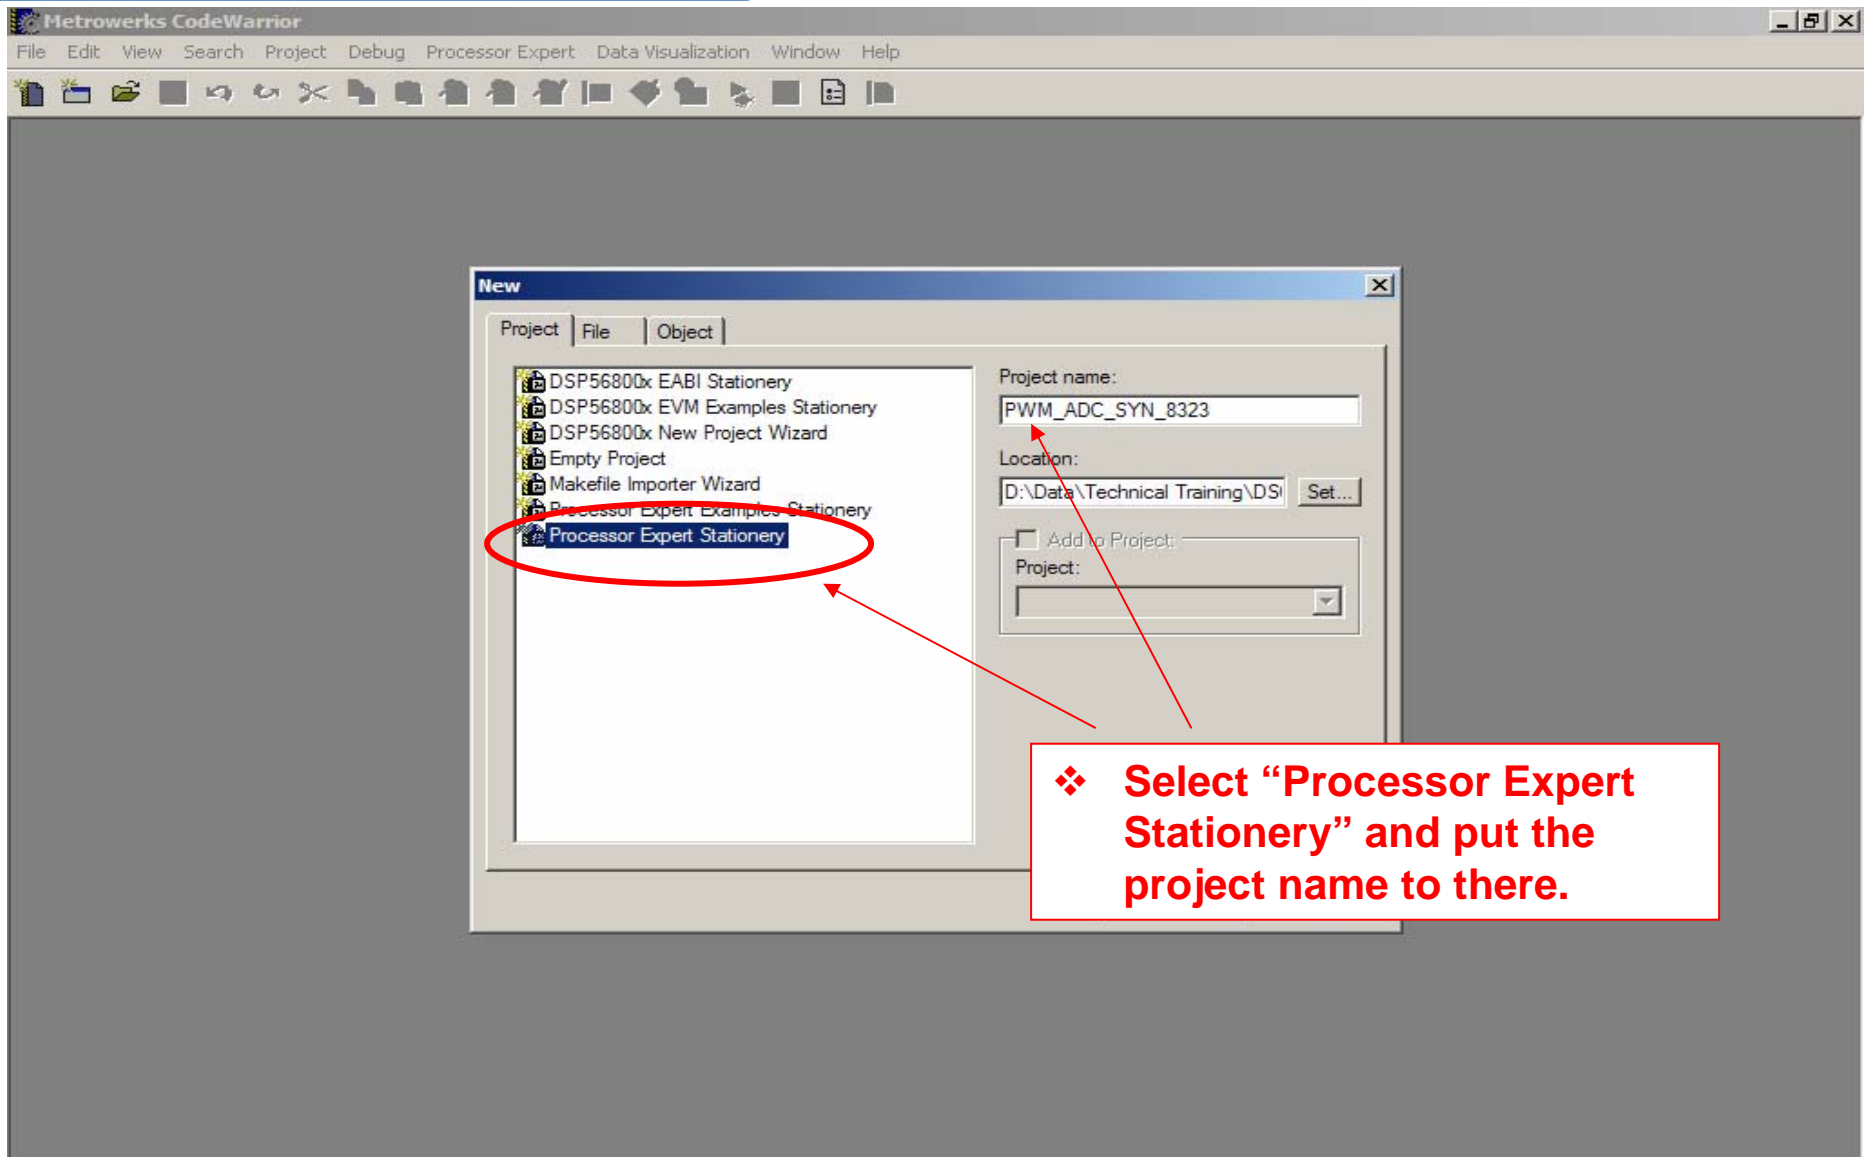 Metrowerks CodeWarrior
File Edit View Search Project Debug Processor Expert Data Visualization Window Help
New
Project File Object
DSP56800x EABI Stationery
DSP56800x EVM Examples Stationery
DSP56800x New Project Wizard
Empty Project
Makefile Importer Wizard
Processor Expert Examples Stationery
Processor Expert Stationery
Project name:
PWM_ADC_SYN_8323
Location:
D:\Data\Technical Training\DS Set...
Add to Project:
Project:
❖ Select “Processor Expert
Stationery” and put the
project name to there.